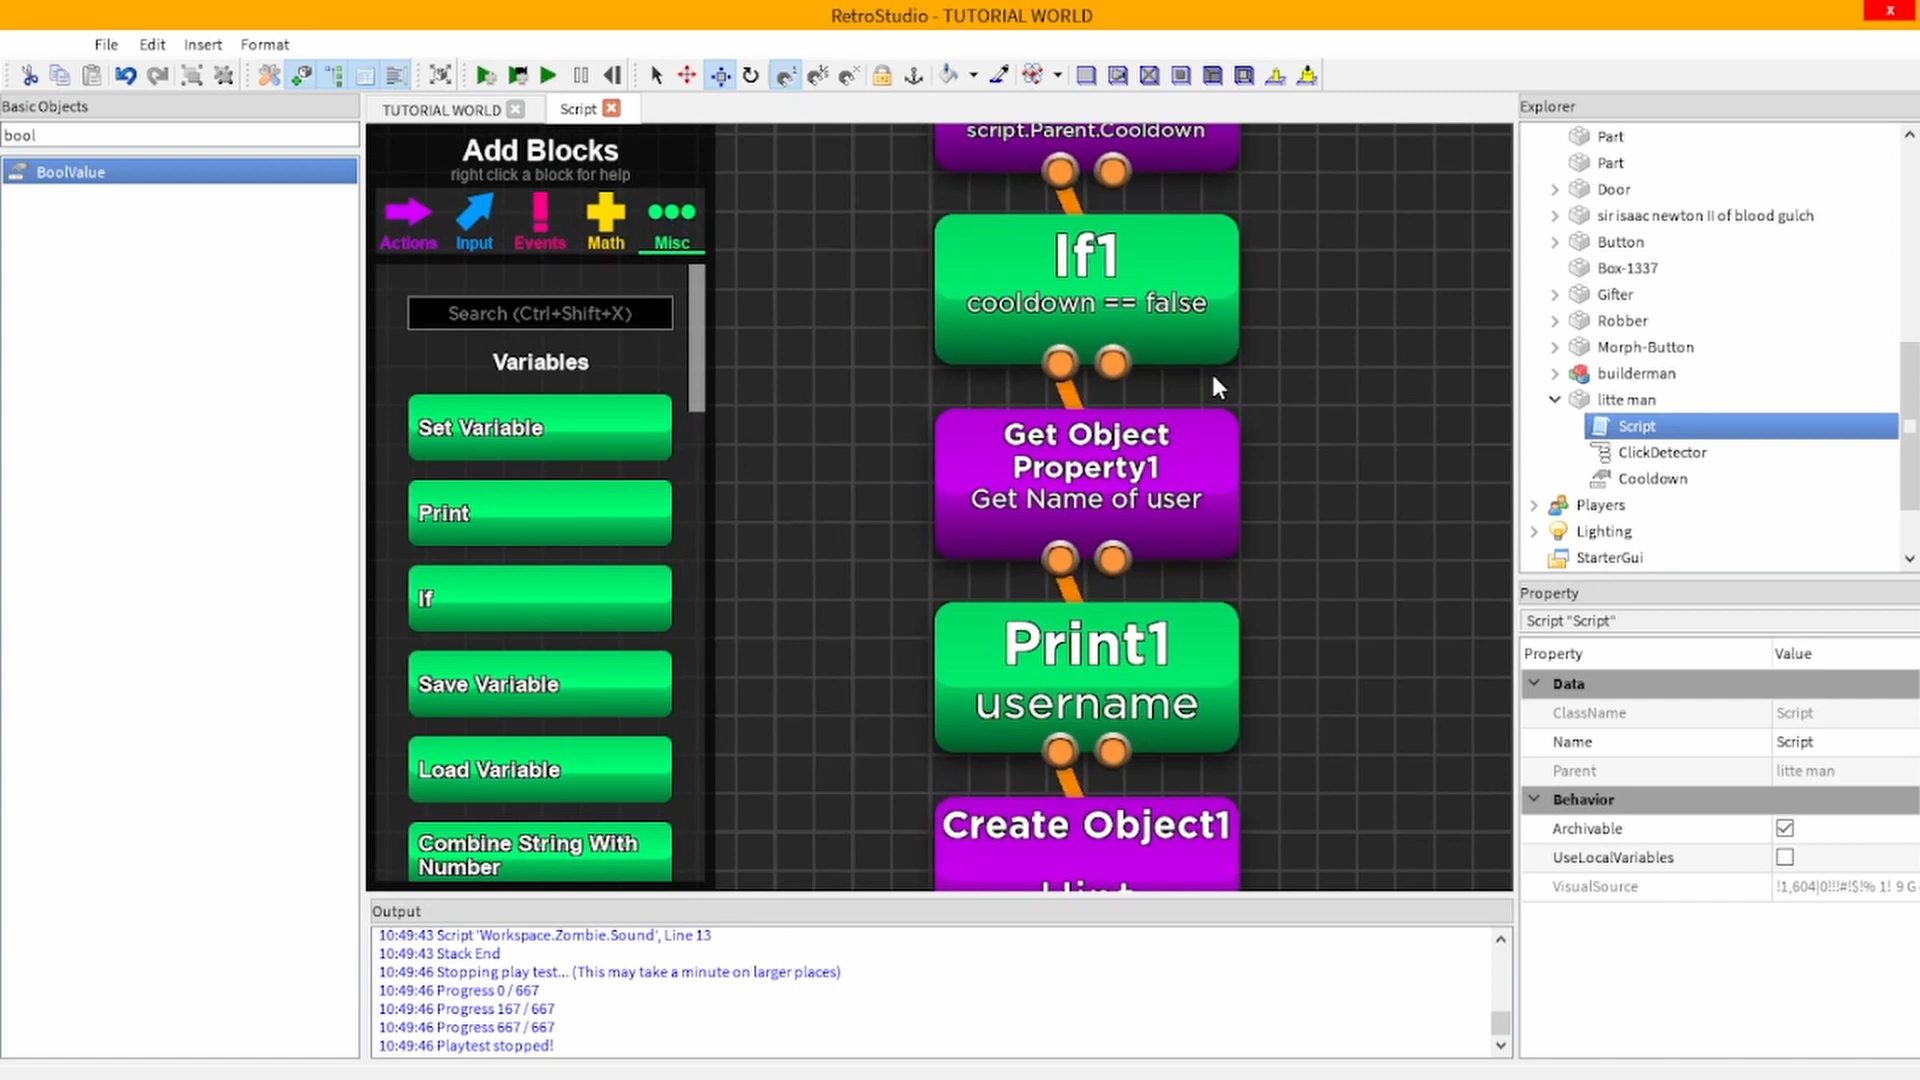 RetroStudio - TUTORIAL WORLD
x
File Edit Insert Format
Basic Objects
bool
BoolValue
TUTORIAL WORLD
Script
Add Blocks
right click a block for help
Actions Input Events Math Misc
Search (Ctrl+Shift+X)
Variables
Set Variable
Print
If
Save Variable
Load Variable
Combine String With
Number
script.Parent.Cooldown
If1
cooldown == false
Get Object
Property1
Get Name of user
Print1
username
Create Object1
Output
10:49:43 Script 'Workspace.Zombie.Sound', Line 13
10:49:43 Stack End
10:49:46 Stopping play test... (This may take a minute on larger places)
10:49:46 Progress 0 / 667
10:49:46 Progress 167 / 667
10:49:46 Progress 667 / 667
10:49:46 Playtest stopped!
Explorer
Part
Part
Door
sir isaac newton II of blood gulch
Button
Box-1337
Gifter
Robber
Morph-Button
builderman
litte man
Script
ClickDetector
Cooldown
Players
Lighting
StarterGui
Property
Script "Script"
Property Value
Data
ClassName Script
Name Script
Parent litte man
Behavior
Archivable
UseLocalVariables
VisualSource !1,604|0!!!#!$!% 1! 9 G